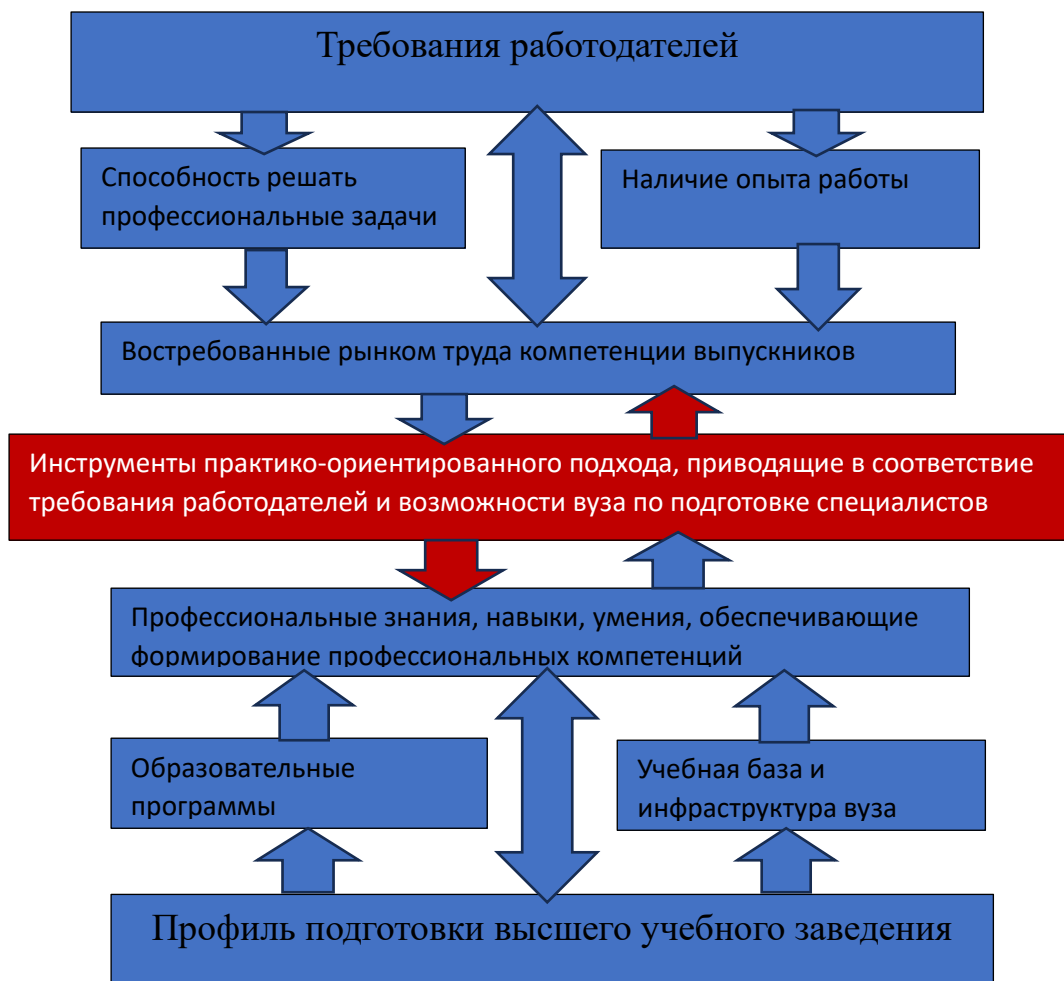 Требования работодателей
Способность решать
профессиональные задачи
Наличие опыта работы
Востребованные рынком труда компетенции выпускников
Инструменты практико-ориентированного подхода, приводящие в соответствие
требования работодателей и возможности вуза по подготовке специалистов
Профессиональные знания, навыки, умения, обеспечивающие
формирование профессиональных компетенций
Образовательные
программы
Учебная база и
инфраструктура вуза
Профиль подготовки высшего учебного заведения